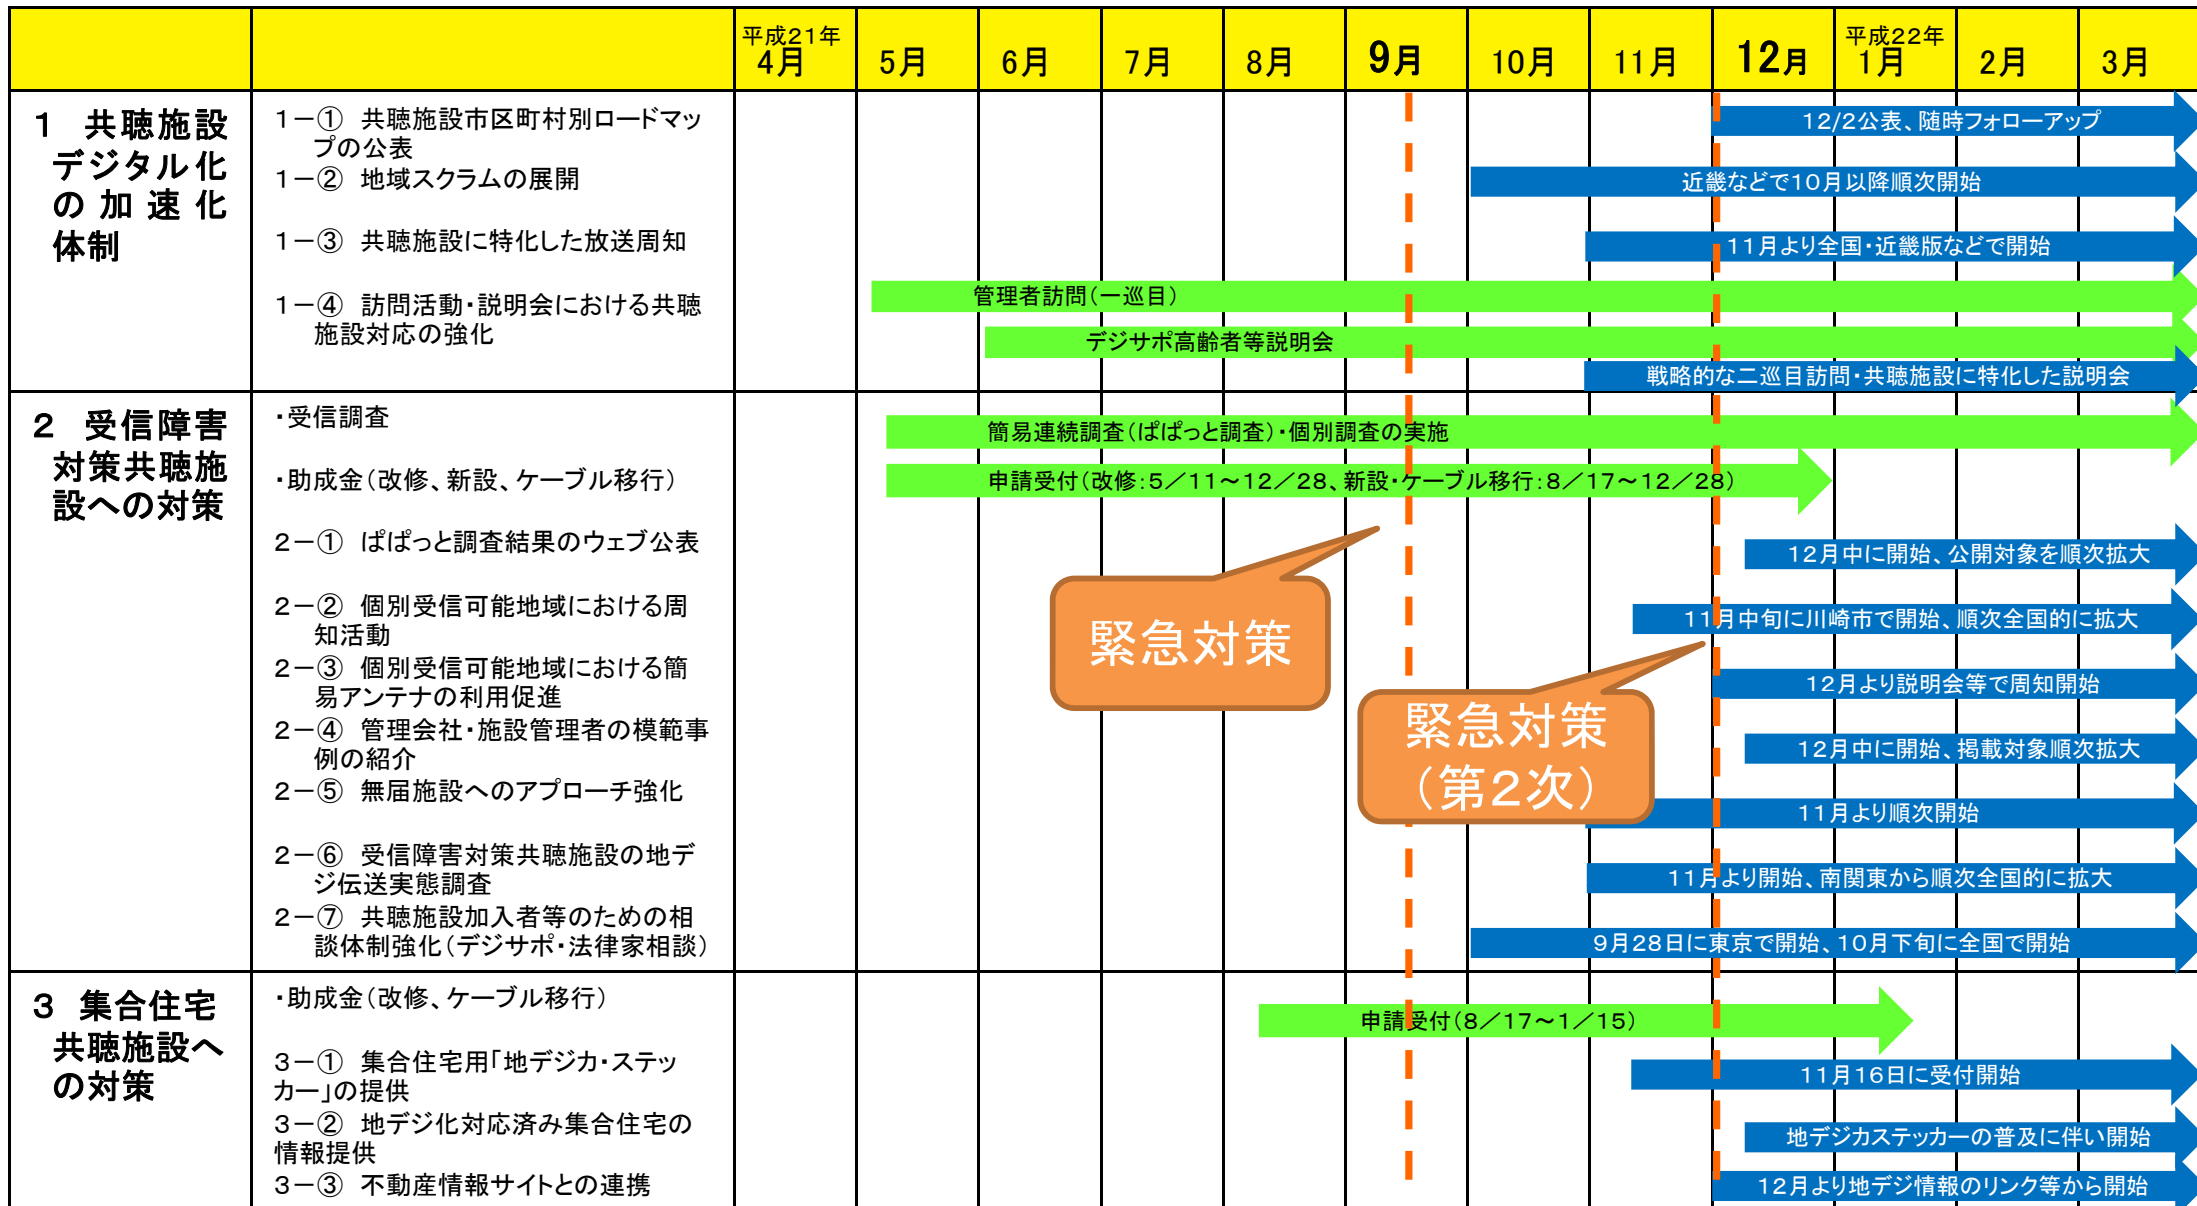 平成21年
4月
5月
6月
7月
8月
9月
10月
11月
12月
平成22年
1月
2月
3月
1 共聴施設
デジタル化
の加速化
体制
1－① 共聴施設市区町村別ロードマッ
プの公表
12/2公表、随時フォローアップ
1－② 地域スクラムの展開
近畿などで10月以降順次開始
1－③ 共聴施設に特化した放送周知
11月より全国・近畿版などで開始
1－④ 訪問活動・説明会における共聴
施設対応の強化
管理者訪問（一巡目）
デジサポ高齢者等説明会
戦略的な二巡目訪問・共聴施設に特化した説明会
2 受信障害
対策共聴施
設への対策
・受信調査
簡易連続調査（ぱぱっと調査）・個別調査の実施
・助成金（改修、新設、ケーブル移行）
申請受付（改修：5／11～12／28、新設・ケーブル移行：8／17～12／28）
2－① ぱぱっと調査結果のウェブ公表
12月中に開始、公開対象を順次拡大
2－② 個別受信可能地域における周
知活動
11月中旬に川崎市で開始、順次全国的に拡大
2－③ 個別受信可能地域における簡
易アンテナの利用促進
12月より説明会等で周知開始
2－④ 管理会社・施設管理者の模範事
例の紹介
12月中に開始、掲載対象順次拡大
2－⑤ 無届施設へのアプローチ強化
11月より順次開始
2－⑥ 受信障害対策共聴施設の地デ
ジ伝送実態調査
11月より開始、南関東から順次全国的に拡大
2－⑦ 共聴施設加入者等のための相
談体制強化（デジサポ・法律家相談）
9月28日に東京で開始、10月下旬に全国で開始
緊急対策
緊急対策
（第2次）
3 集合住宅
共聴施設へ
の対策
・助成金（改修、ケーブル移行）
申請受付（8／17～1／15）
3－① 集合住宅用「地デジカ・ステッ
カー」の提供
11月16日に受付開始
3－② 地デジ化対応済み集合住宅の
情報提供
地デジカステッカーの普及に伴い開始
3－③ 不動産情報サイトとの連携
12月より地デジ情報のリンク等から開始